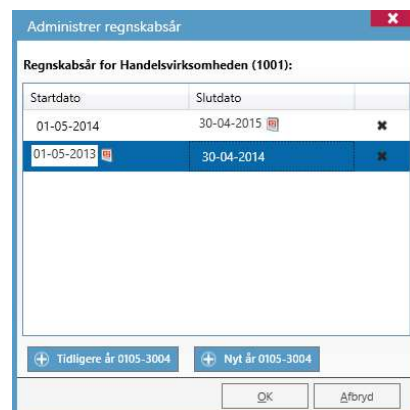 Administrer regnskabsår
Regnskabsår for Handelsvirksomheden (1001):
Startdato Slutdato
01-05-2014 30-04-2015
01-05-2013 30-04-2014
Tidligere år 0105-3004 Nyt år 0105-3004
OK Afbryd